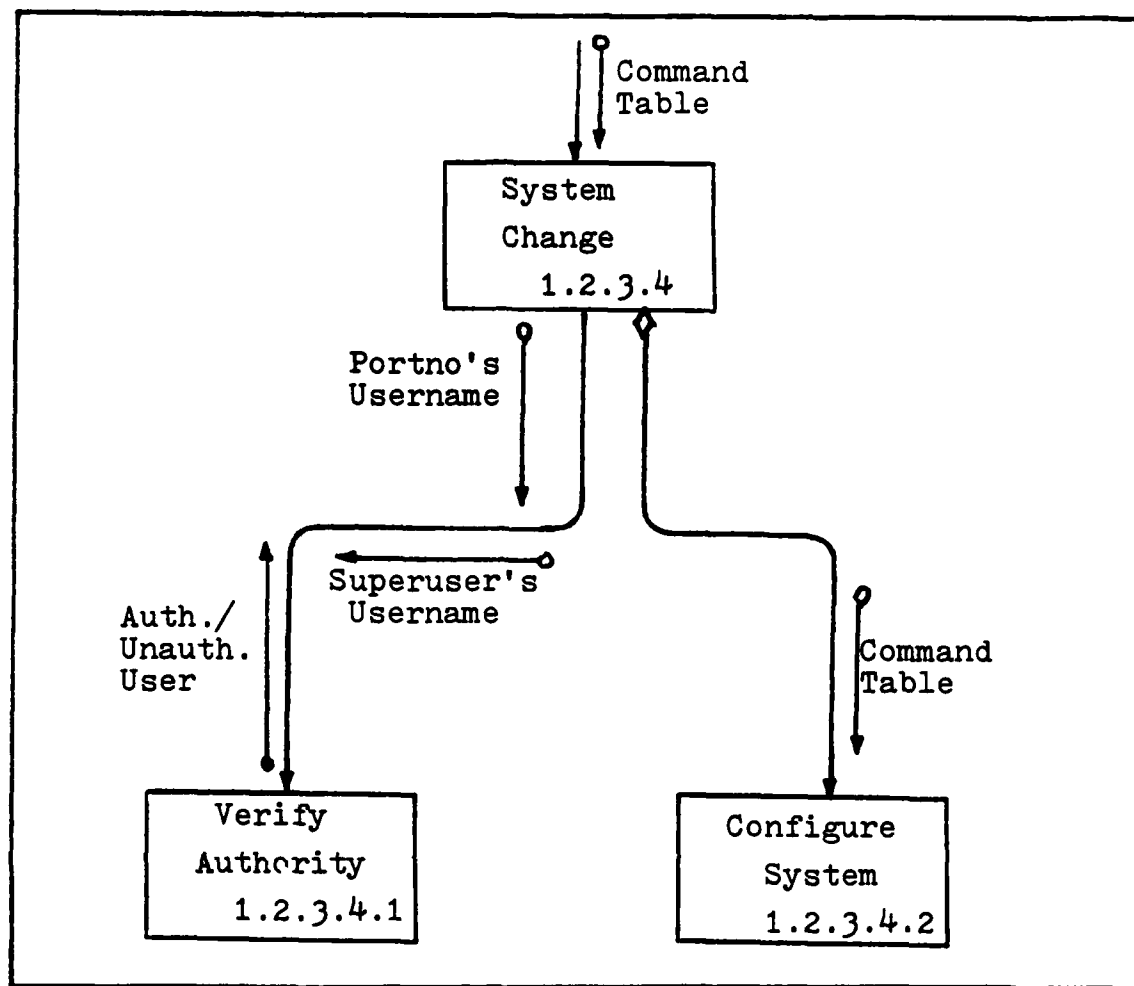 Command
Table
System
Change
1.2.3.4
Portno's
Username
Superuser's
Username
Auth./
Unauth.
User
Command
Table
Verify
Authority
1.2.3.4.1
Configure
System
1.2.3.4.2